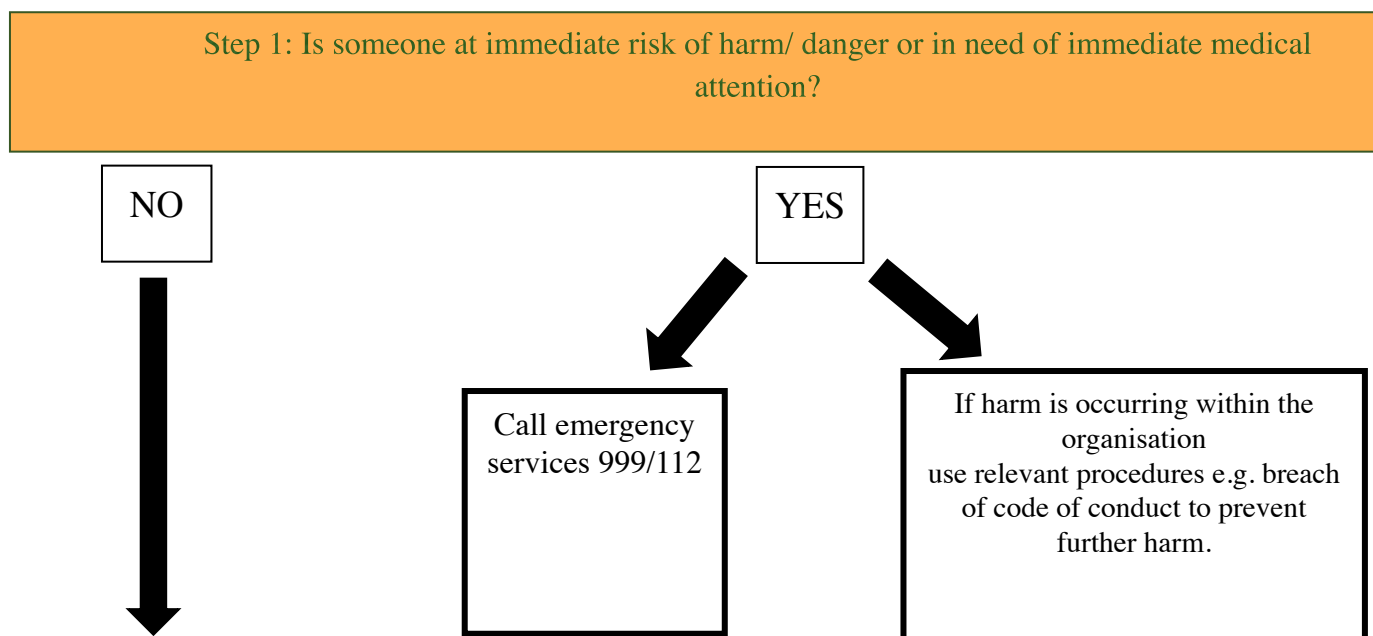 Step 1: Is someone at immediate risk of harm/ danger or in need of immediate medical
attention?
NO
YES
Call emergency
services 999/112
If harm is occurring within the
organisation
use relevant procedures e.g. breach
of code of conduct to prevent
further harm.